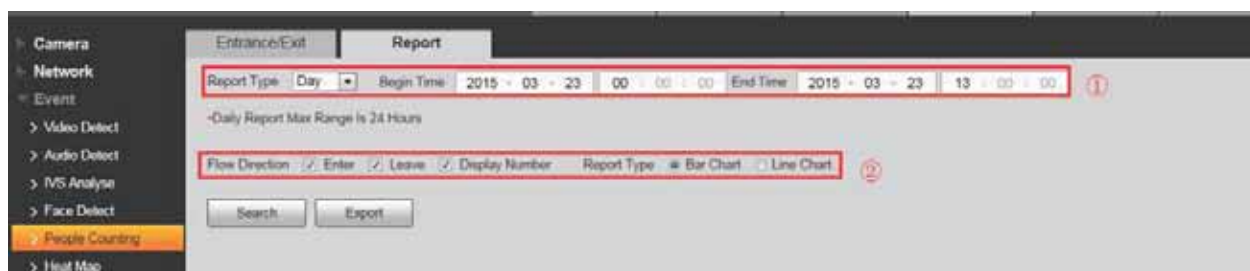 Camera
Network
Event
> Video Detect
> Audio Detect
> IVS Analyse
> Face Detect
> People Counting
> Heat Map
Entrance/Exit Report
Report Type Day Begin Time 2015 - 03 - 23 00 : 00 : 00 End Time 2015 - 03 - 23 13 : 00 : 00 ①
*Daily Report Max Range is 24 Hours
Flow Direction Enter Leave Display Number Report Type Bar Chart Line Chart ②
Search Export